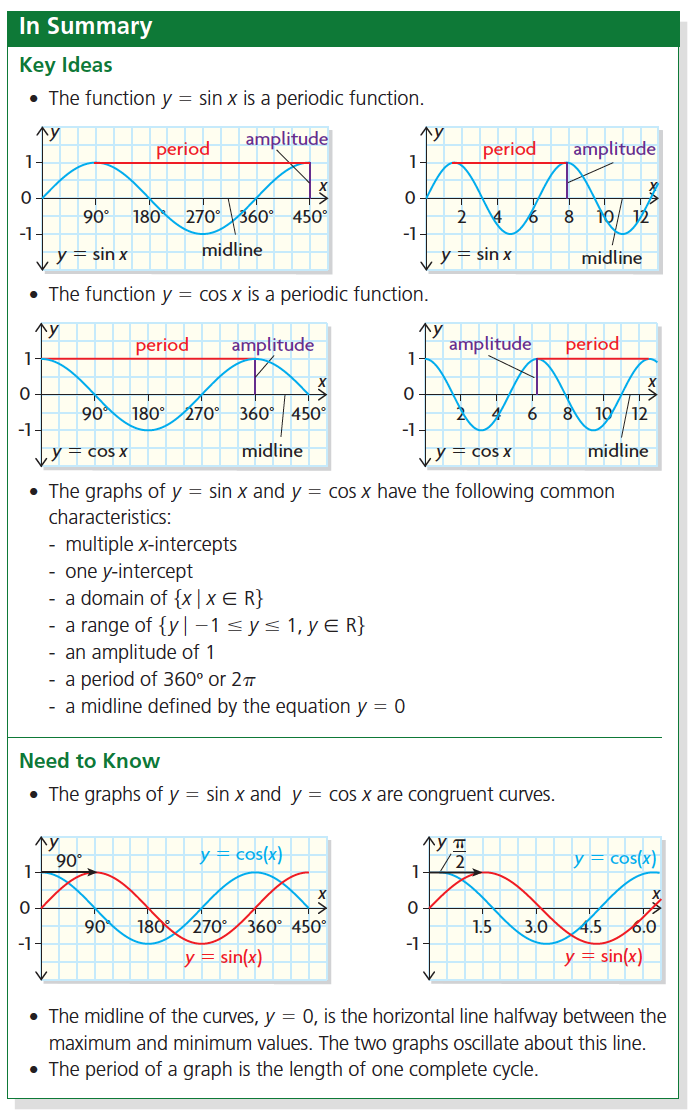 In Summary
Key Ideas
• The function y = sin x is a periodic function.
y
period
amplitude
1
0
-1
x
90° 180° 270° 360° 450°
y = sin x
midline
y
period
amplitude
1
0
-1
x
2 4 6 8 10 12
y = sin x
midline
• The function y = cos x is a periodic function.
y
period
amplitude
1
0
-1
x
90° 180° 270° 360° 450°
y = cos x
midline
y
amplitude
period
1
0
-1
x
2 4 6 8 10 12
y = cos x
midline
• The graphs of y = sin x and y = cos x have the following common
characteristics:
- multiple x-intercepts
- one y-intercept
- a domain of {x | x ∈ R}
- a range of {y | −1 ≤ y ≤ 1, y ∈ R}
- an amplitude of 1
- a period of 360° or 2π
- a midline defined by the equation y = 0
Need to Know
• The graphs of y = sin x and y = cos x are congruent curves.
y
90°
y = cos(x)
1
0
-1
x
90° 180° 270° 360° 450°
y = sin(x)
y
π
2
y = cos(x)
1
0
-1
x
1.5 3.0 4.5 6.0
y = sin(x)
• The midline of the curves, y = 0, is the horizontal line halfway between the
maximum and minimum values. The two graphs oscillate about this line.
• The period of a graph is the length of one complete cycle.